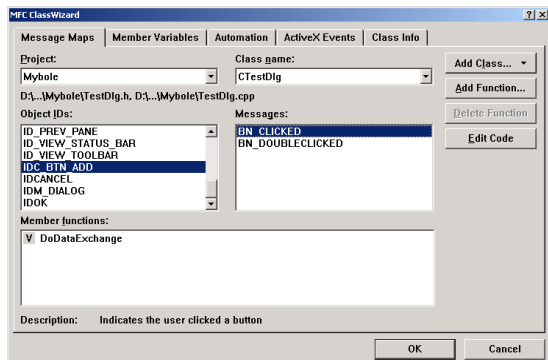 MFC ClassWizard
Message Maps Member Variables Automation ActiveX Events Class Info
Project: Class name:
Mybole CTestDlg
Add Class...
Add Function...
D:\...\Mybole\TestDlg.h, D:\...\Mybole\TestDlg.cpp
Delete Function
Object IDs: Messages:
Edit Code
ID_PREV_PANE
ID_VIEW_STATUS_BAR
ID_VIEW_TOOLBAR
IDC_BTN_ADD
IDCANCEL
IDM_DIALOG
IDOK
BN_CLICKED
BN_DOUBLECLICKED
Member functions:
V DoDataExchange
Description: Indicates the user clicked a button
OK Cancel